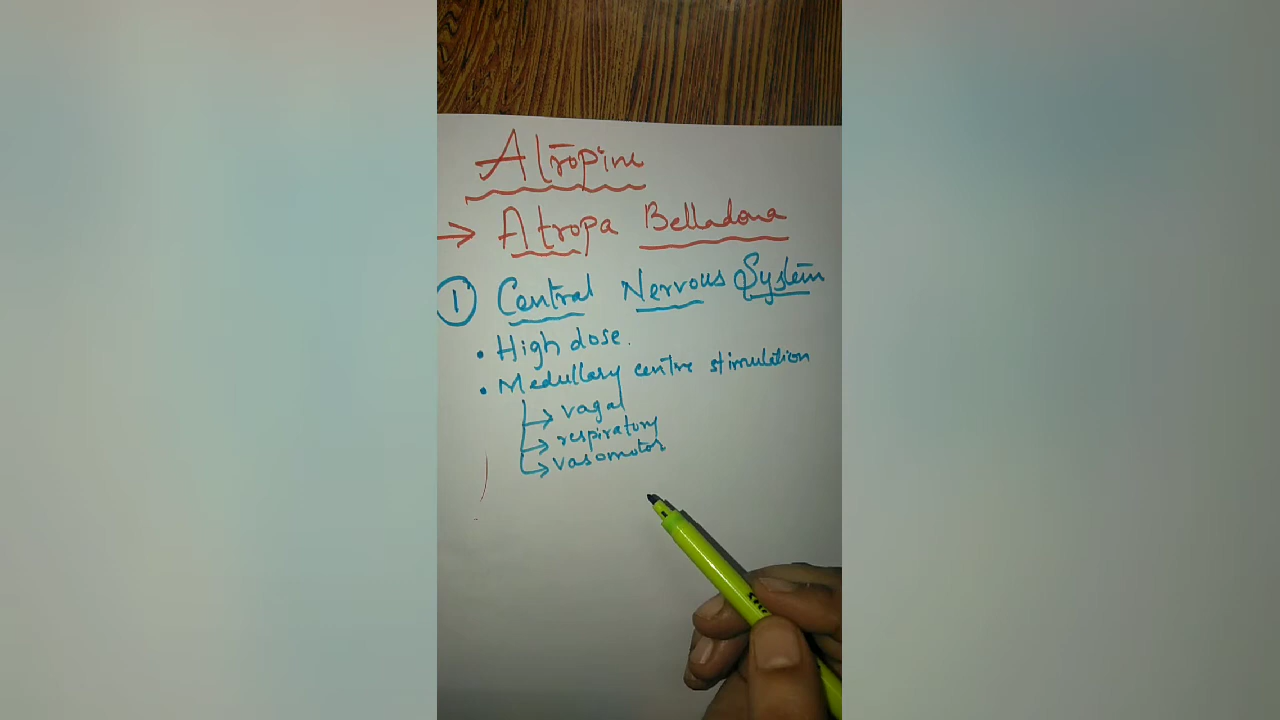 Atropine
→ Atropa Belladona
① Central Nervous System
• High dose.
• Medullary centre stimulation
→ vagal
→ respiratory
→ vasomotor